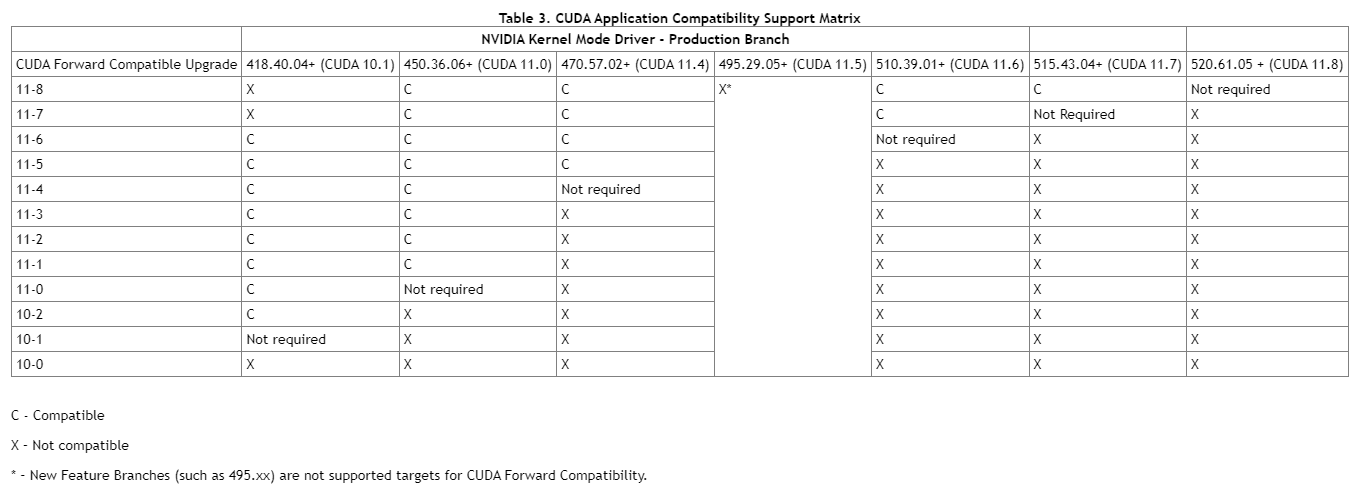 Table 3. CUDA Application Compatibility Support Matrix
NVIDIA Kernel Mode Driver - Production Branch
CUDA Forward Compatible Upgrade 418.40.04+ (CUDA 10.1) 450.36.06+ (CUDA 11.0) 470.57.02+ (CUDA 11.4) 495.29.05+ (CUDA 11.5) 510.39.01+ (CUDA 11.6) 515.43.04+ (CUDA 11.7) 520.61.05 + (CUDA 11.8)
11-8 X C C X* C C Not required
11-7 X C C C Not Required X
11-6 C C C Not required X X
11-5 C C C X X X
11-4 C C Not required X X X
11-3 C C X X X X
11-2 C C X X X X
11-1 C C X X X X
11-0 C Not required X X X X
10-2 C X X X X X
10-1 Not required X X X X X
10-0 X X X X X X
C - Compatible
X - Not compatible
* - New Feature Branches (such as 495.xx) are not supported targets for CUDA Forward Compatibility.